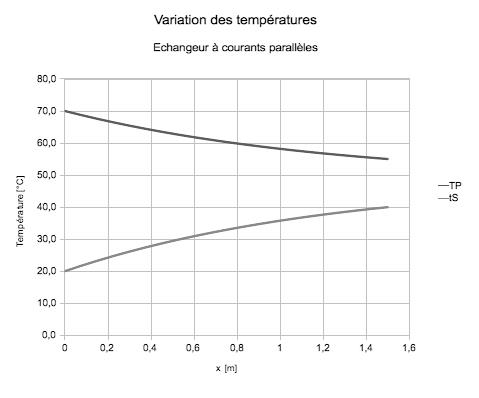 Variation des températures
Echangeur à courants parallèles
80,0
70,0
60,0
50,0
40,0
30,0
20,0
10,0
0,0
Température [°C]
0 0,2 0,4 0,6 0,8 1 1,2 1,4 1,6
x [m]
TP
tS